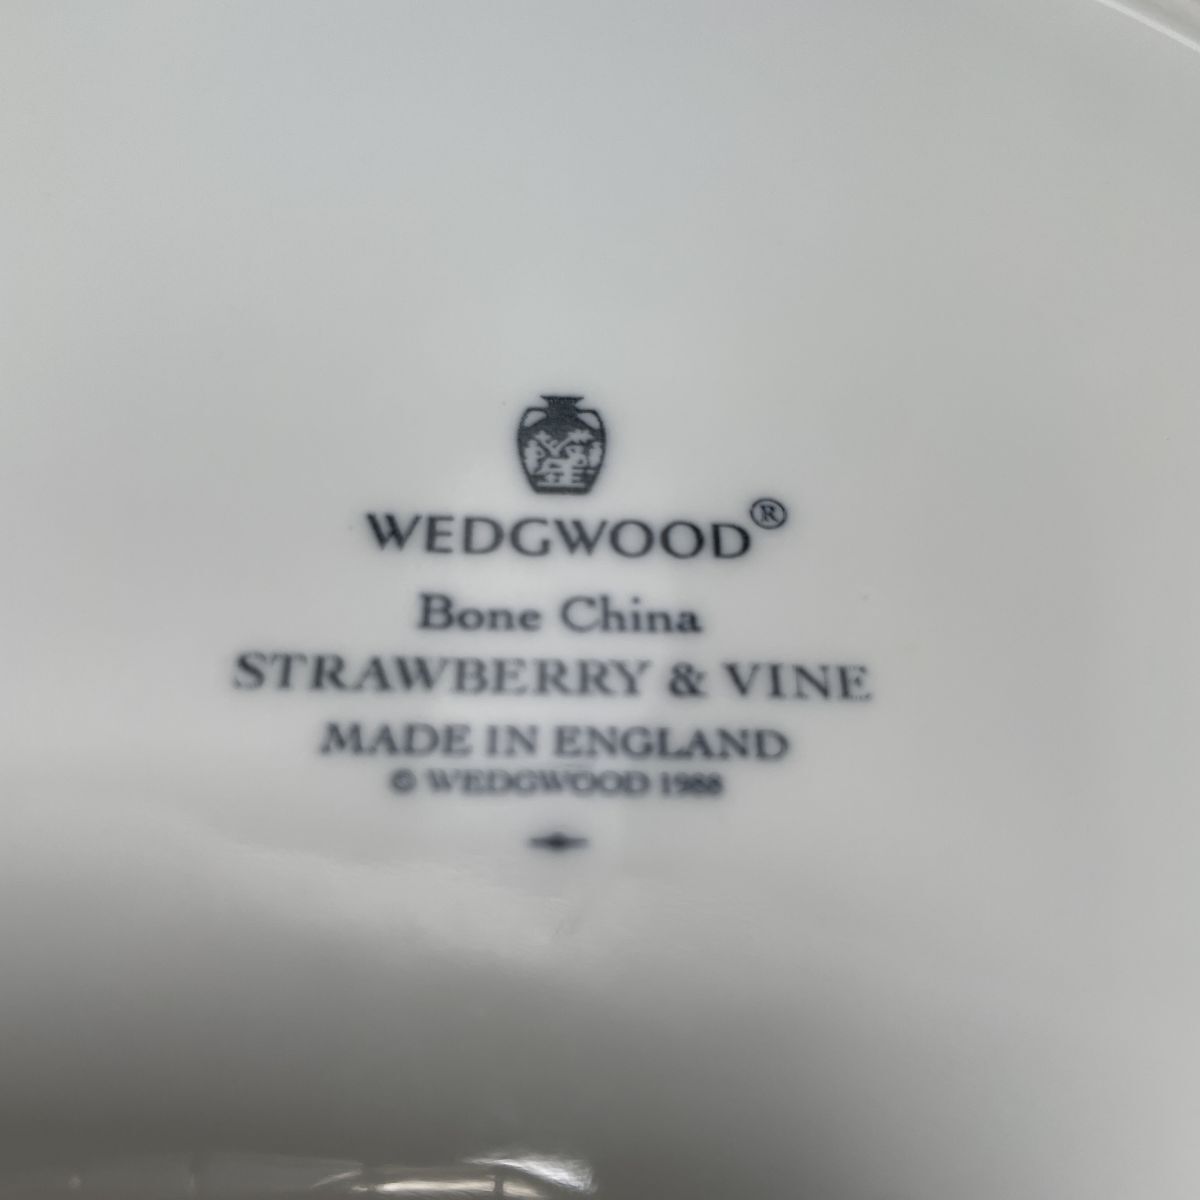 WEDGWOOD®
Bone China
STRAWBERRY & VINE
MADE IN ENGLAND
© WEDGWOOD 1988